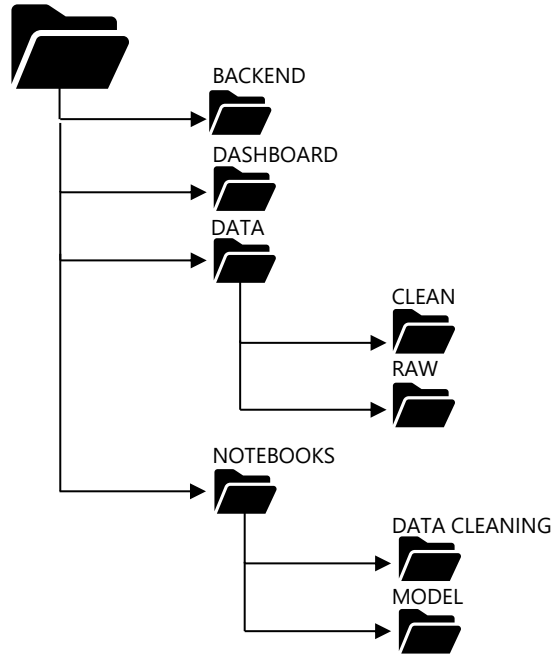 BACKEND
DASHBOARD
DATA
CLEAN
RAW
NOTEBOOKS
DATA CLEANING
MODEL